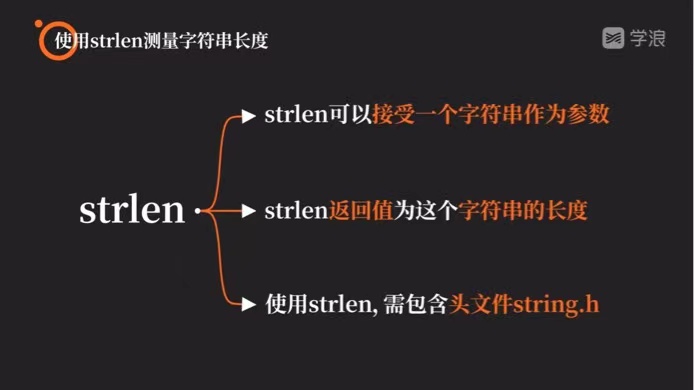 使用strlen测量字符串长度
学浪
strlen可以接受一个字符串作为参数
strlen
strlen返回值为这个字符串的长度
使用strlen, 需包含头文件string.h